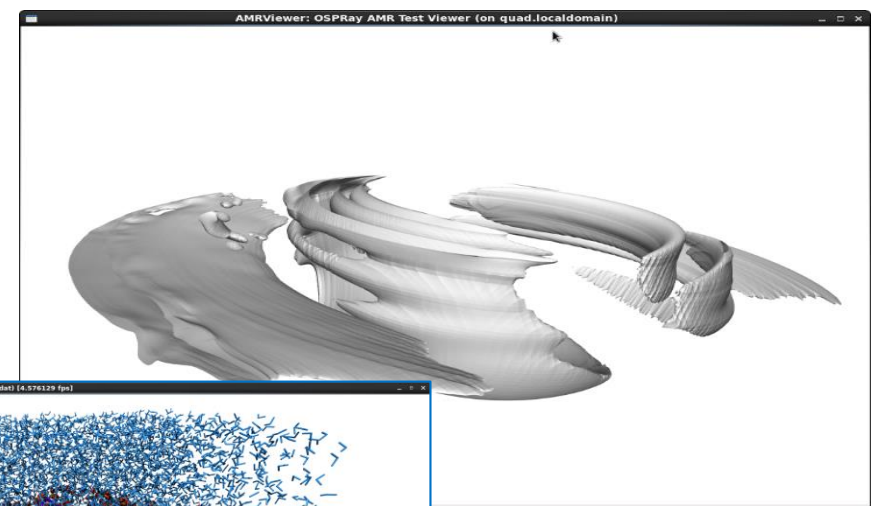 AMRViewer: OSPRay AMR Test Viewer (on quad.localdomain)
dat) [4.576129 fps]